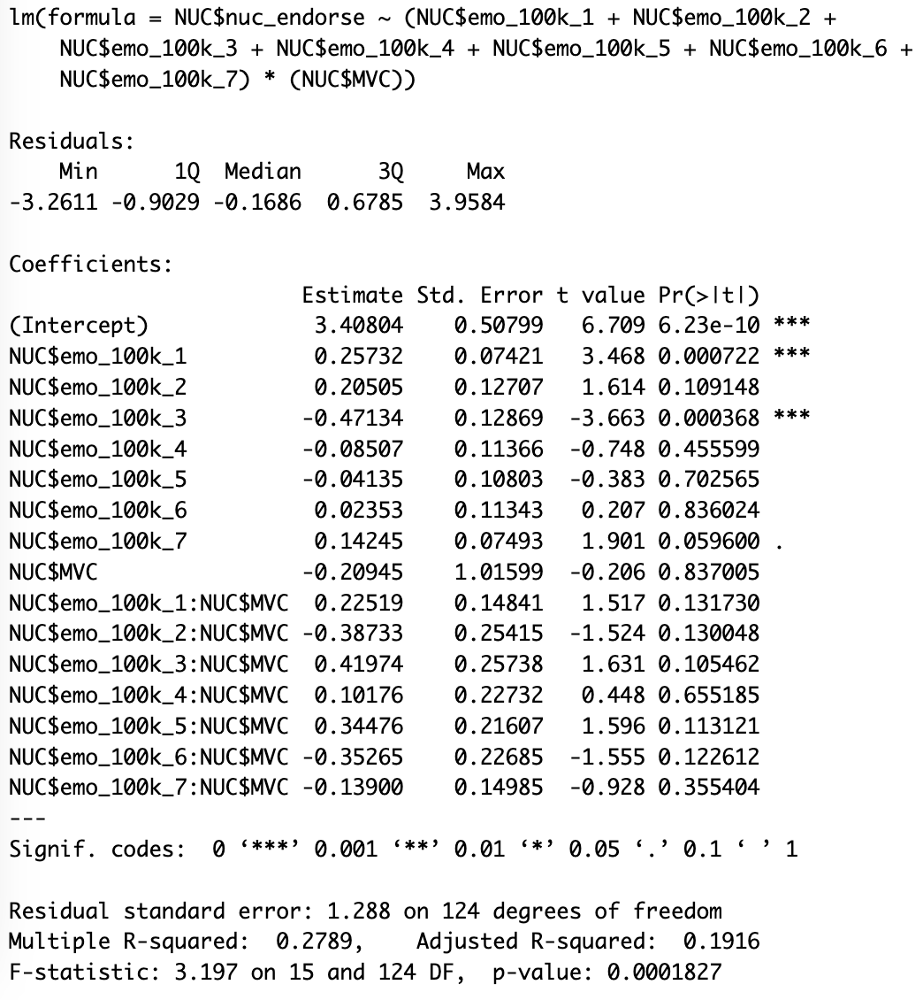 lm(formula = NUC$nuc_endorse ~ (NUC$emo_100k_1 + NUC$emo_100k_2 +
    NUC$emo_100k_3 + NUC$emo_100k_4 + NUC$emo_100k_5 + NUC$emo_100k_6 +
    NUC$emo_100k_7) * (NUC$MVC))

Residuals:
    Min      1Q  Median      3Q     Max
-3.2611 -0.9029 -0.1686  0.6785  3.9584

Coefficients:
                       Estimate Std. Error t value Pr(>|t|)
(Intercept)             3.40804    0.50799   6.709 6.23e-10 ***
NUC$emo_100k_1          0.25732    0.07421   3.468 0.000722 ***
NUC$emo_100k_2          0.20505    0.12707   1.614 0.109148
NUC$emo_100k_3         -0.47134    0.12869  -3.663 0.000368 ***
NUC$emo_100k_4         -0.08507    0.11366  -0.748 0.455599
NUC$emo_100k_5         -0.04135    0.10803  -0.383 0.702565
NUC$emo_100k_6          0.02353    0.11343   0.207 0.836024
NUC$emo_100k_7          0.14245    0.07493   1.901 0.059600 .
NUC$MVC                -0.20945    1.01599  -0.206 0.837005
NUC$emo_100k_1:NUC$MVC  0.22519    0.14841   1.517 0.131730
NUC$emo_100k_2:NUC$MVC -0.38733    0.25415  -1.524 0.130048
NUC$emo_100k_3:NUC$MVC  0.41974    0.25738   1.631 0.105462
NUC$emo_100k_4:NUC$MVC  0.10176    0.22732   0.448 0.655185
NUC$emo_100k_5:NUC$MVC  0.34476    0.21607   1.596 0.113121
NUC$emo_100k_6:NUC$MVC -0.35265    0.22685  -1.555 0.122612
NUC$emo_100k_7:NUC$MVC -0.13900    0.14985  -0.928 0.355404
---
Signif. codes:  0 ‘***’ 0.001 ‘**’ 0.01 ‘*’ 0.05 ‘.’ 0.1 ‘ ’ 1

Residual standard error: 1.288 on 124 degrees of freedom
Multiple R-squared:  0.2789,	Adjusted R-squared:  0.1916
F-statistic: 3.197 on 15 and 124 DF,  p-value: 0.0001827